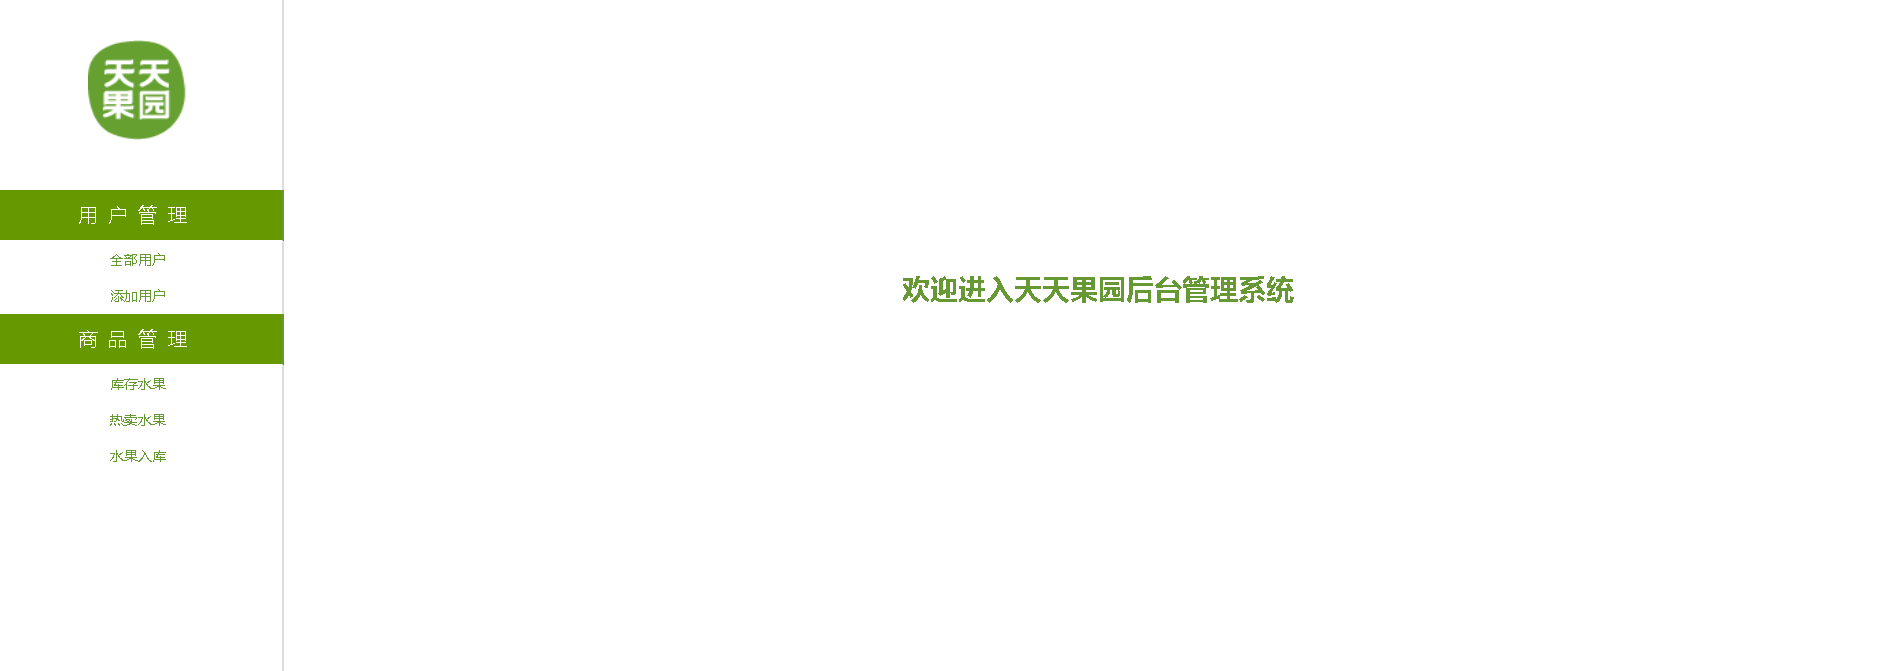 天天
果园
用户管理
全部用户
添加用户
商品管理
库存水果
热卖水果
水果入库
欢迎进入天天果园后台管理系统